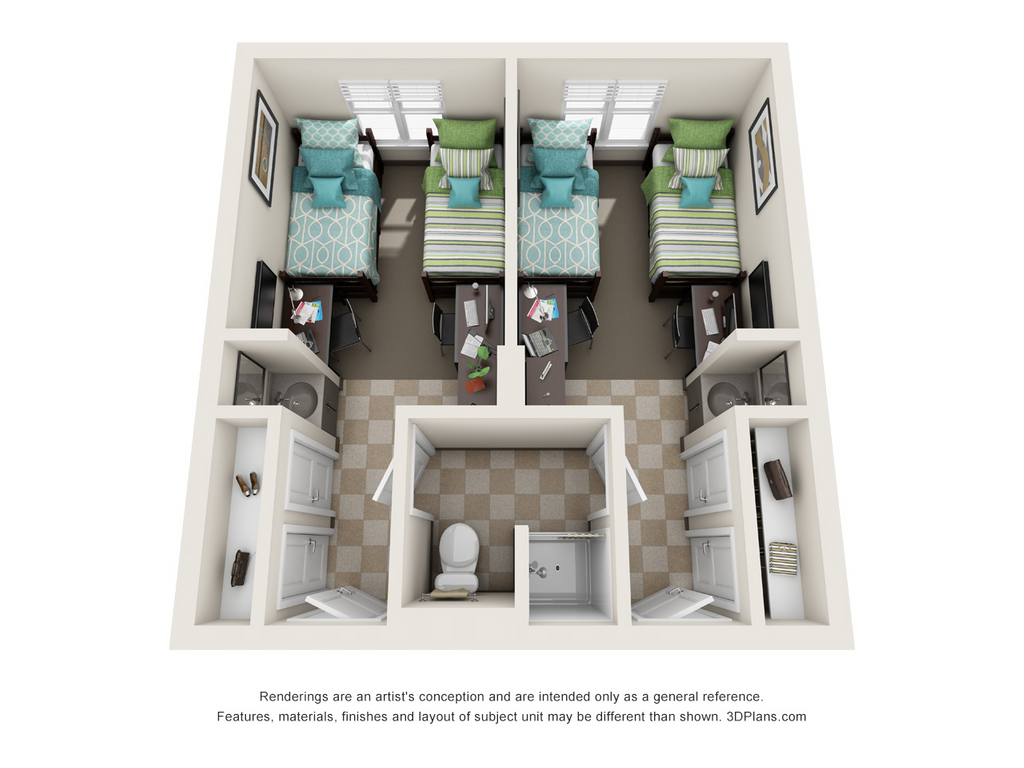 Renderings are an artist's conception and are intended only as a general reference.
Features, materials, finishes and layout of subject unit may be different than shown. 3DPlans.com